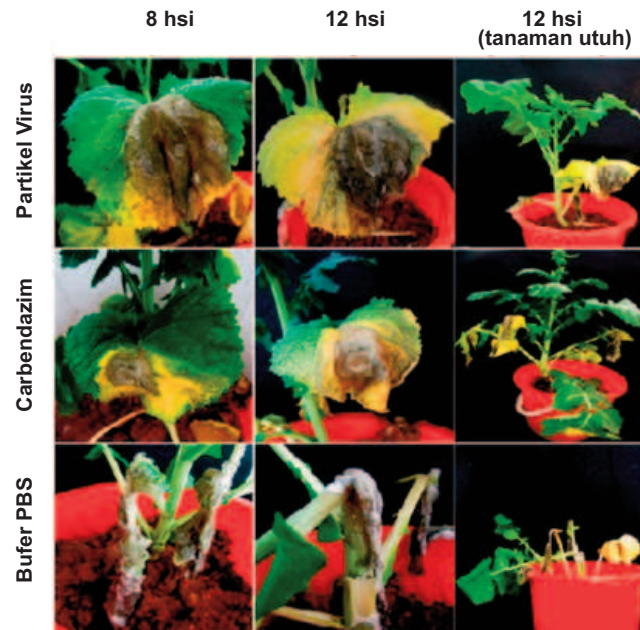 8 hsi
12 hsi
12 hsi
(tanaman utuh)
Partikel Virus
Carbendazim
Bufer PBS